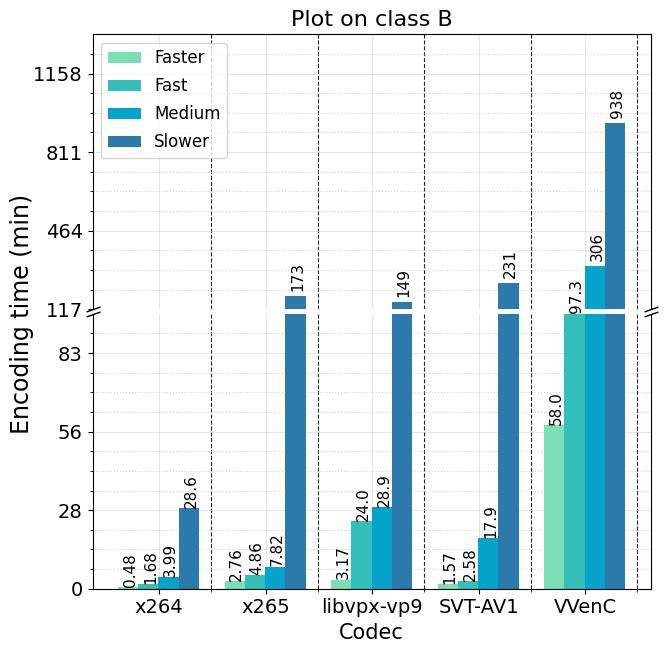 Plot on class B
Faster
Fast
Medium
Slower
1158
811
464
117
83
56
28
0
Encoding time (min)
0.48
1.68
3.99
28.6
2.76
4.86
7.82
173
3.17
24.0
28.9
149
1.57
2.58
17.9
231
58.0
97.3
306
938
x264
x265
libvpx-vp9
SVT-AV1
VVenC
Codec